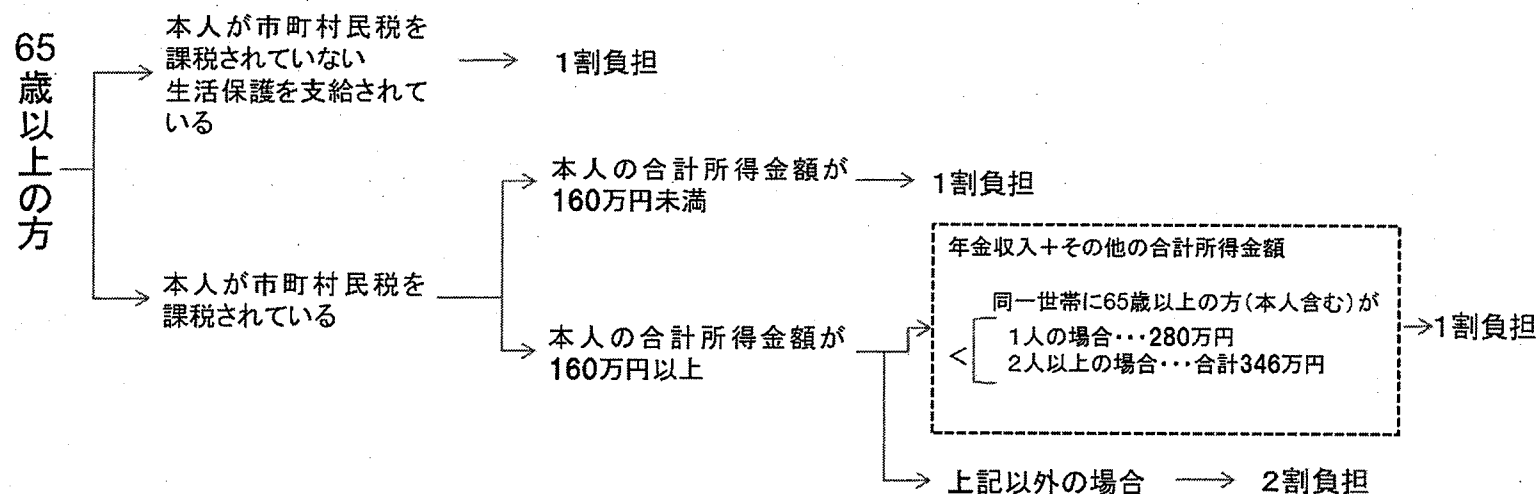 65歳以上の方
本人が市町村民税を
課税されていない
生活保護を支給されて
いる
1割負担
本人が市町村民税を
課税されている
本人の合計所得金額が
160万円未満
1割負担
本人の合計所得金額が
160万円以上
年金収入＋その他の合計所得金額
同一世帯に65歳以上の方(本人含む)が
＜
1人の場合･･･280万円
2人以上の場合･･･合計346万円
1割負担
上記以外の場合
2割負担